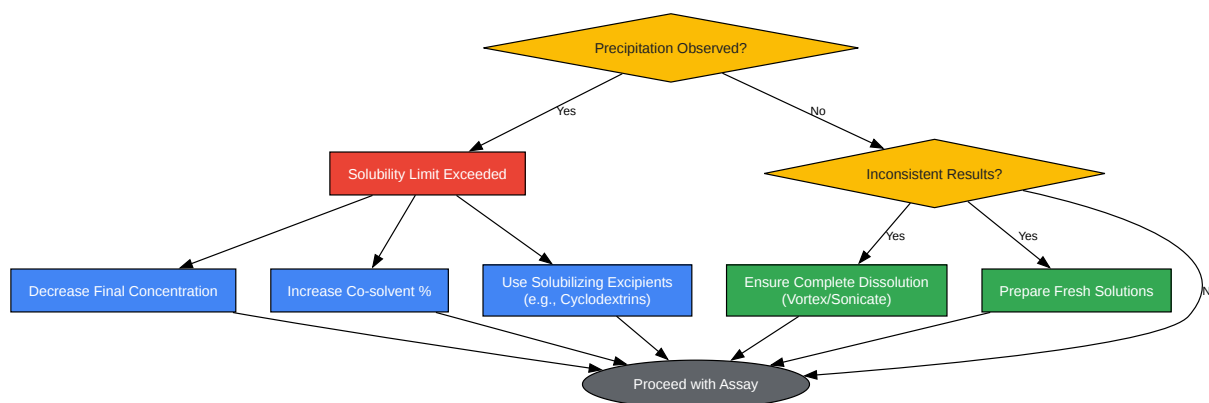 Precipitation Observed?
Yes
No
Solubility Limit Exceeded
Inconsistent Results?
Yes
Yes
Decrease Final Concentration
Increase Co-solvent %
Use Solubilizing Excipients
(e.g., Cyclodextrins)
Ensure Complete Dissolution
(Vortex/Sonicate)
Prepare Fresh Solutions
Proceed with Assay